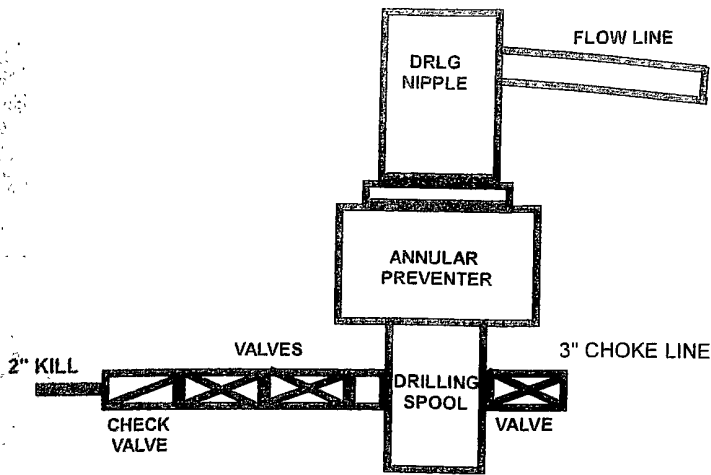 FLOW LINE
DRLG
NIPPLE
ANNULAR
PREVENTER
VALVES
3" CHOKE LINE
2" KILL
DRILLING
SPOOL
CHECK
VALVE
VALVE